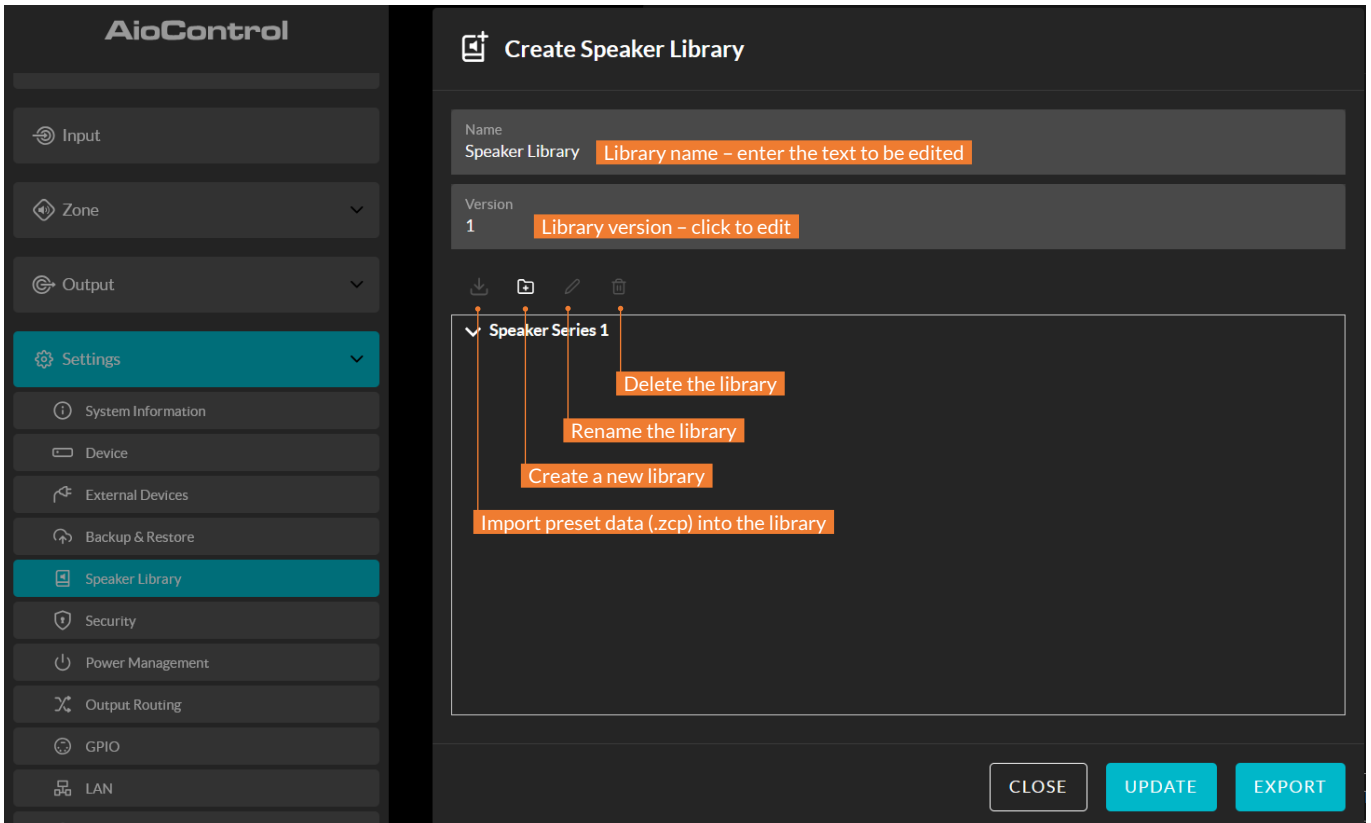 AioControl
Input
Zone
Output
Settings
System Information
Device
External Devices
Backup & Restore
Speaker Library
Security
Power Management
Output Routing
GPIO
LAN
Create Speaker Library
Name
Speaker Library
Library name – enter the text to be edited
Version
1
Library version – click to edit
Speaker Series 1
Delete the library
Rename the library
Create a new library
Import preset data (.zcp) into the library
CLOSE
UPDATE
EXPORT